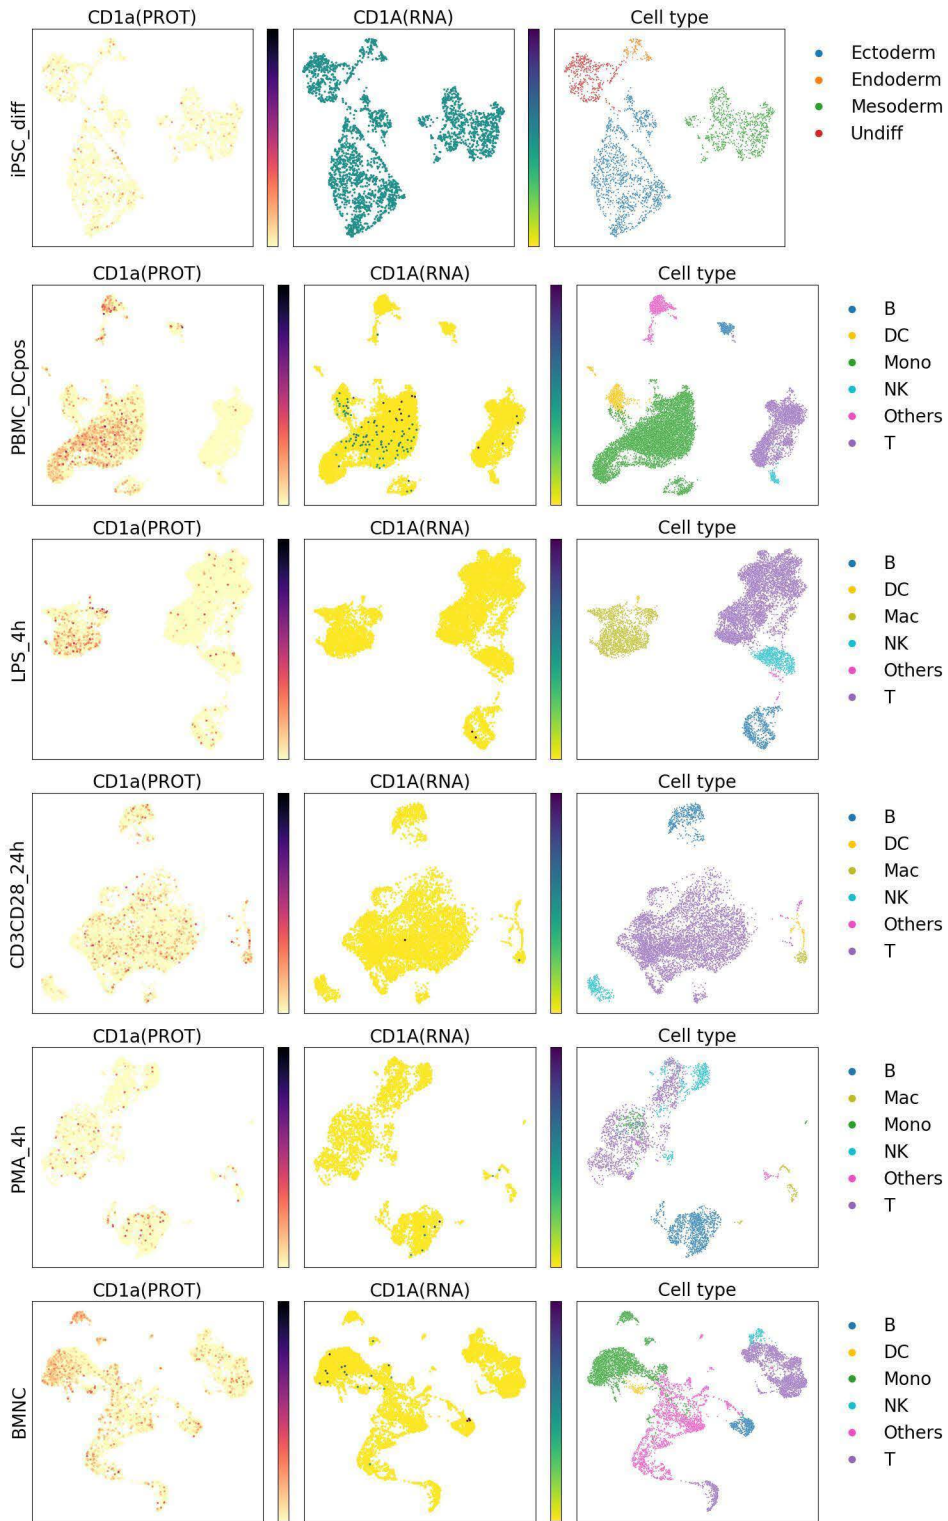 CD1a(PROT) CD1A(RNA) Cell type
iPSC_diff
Ectoderm
Endoderm
Mesoderm
Undiff
CD1a(PROT) CD1A(RNA) Cell type
PBMC_DCpos
B
DC
Mono
NK
Others
T
CD1a(PROT) CD1A(RNA) Cell type
LPS_4h
B
DC
Mac
NK
Others
T
CD1a(PROT) CD1A(RNA) Cell type
CD3CD28_24h
B
DC
Mac
NK
Others
T
CD1a(PROT) CD1A(RNA) Cell type
PMA_4h
B
Mac
Mono
NK
Others
T
CD1a(PROT) CD1A(RNA) Cell type
BMNC
B
DC
Mono
NK
Others
T